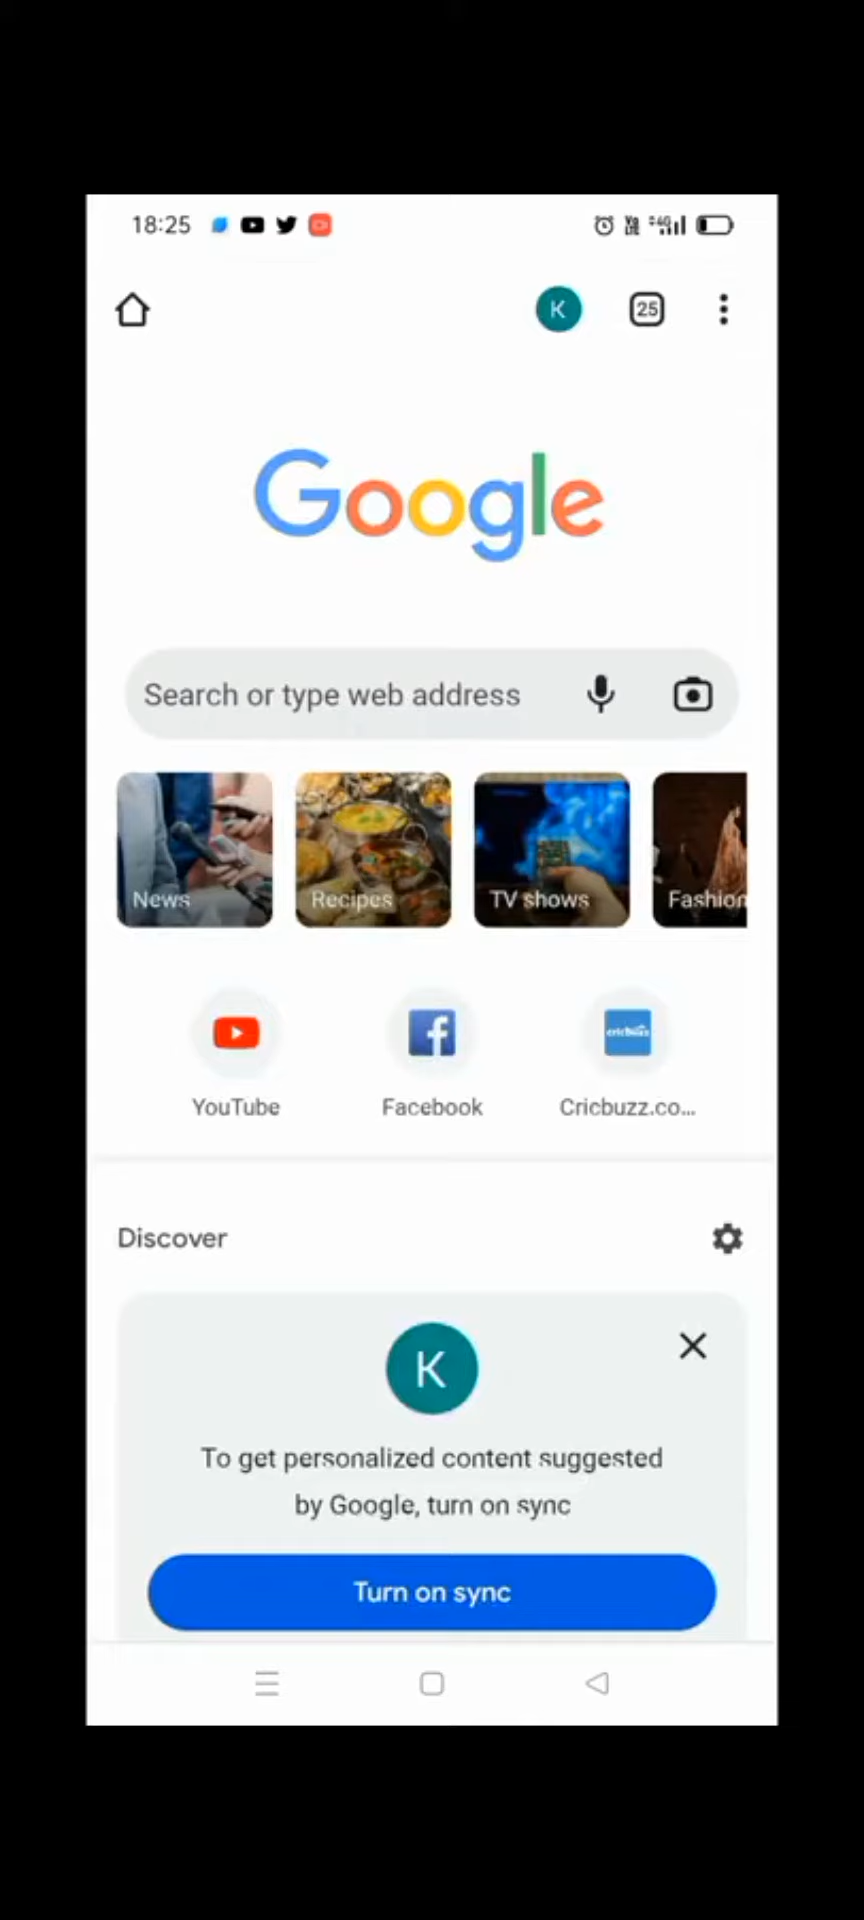 18:25
K 25
Google
Search or type web address
News Recipes TV shows Fashion
cricbuzz
YouTube Facebook Cricbuzz.co...
Discover
K
To get personalized content suggested
by Google, turn on sync
Turn on sync